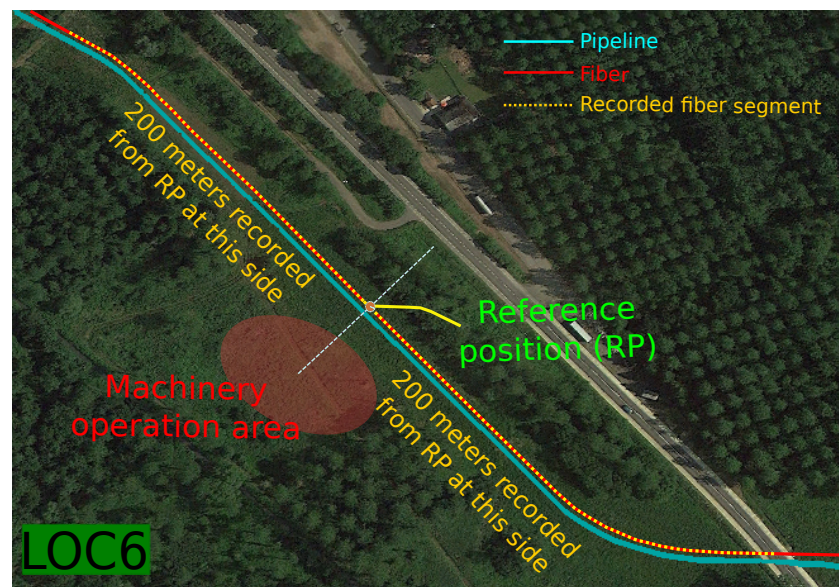 Pipeline
Fiber
Recorded fiber segment
200 meters recorded
from RP at this side
Reference
position (RP)
Machinery
operation area
200 meters recorded
from RP at this side
LOC6